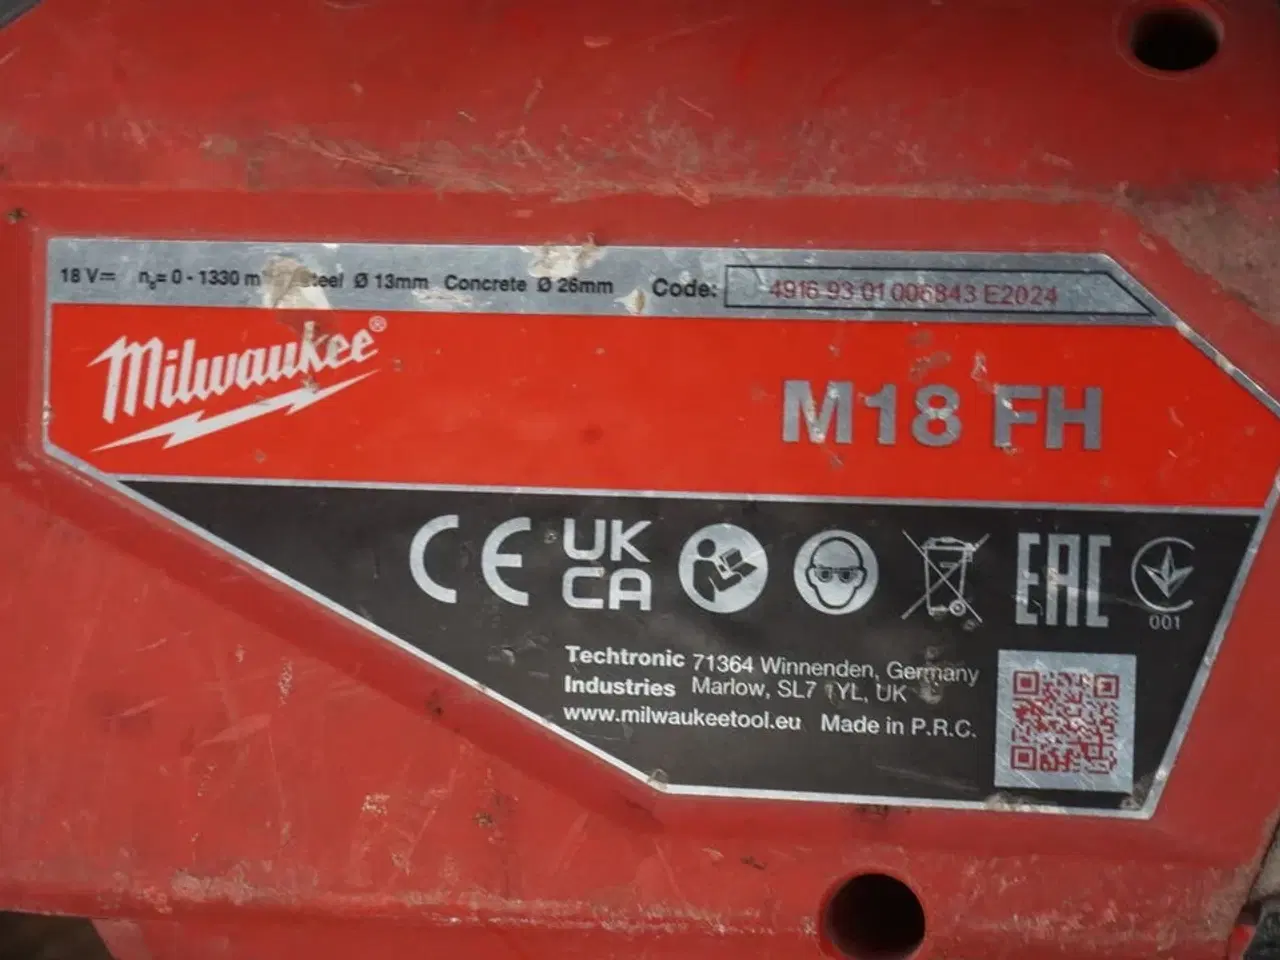 18 V⎓ n₀= 0 - 1330 m steel Ø 13mm Concrete Ø 26mm Code: 4916 93 01 006843 E2024
Milwaukee®
M18 FH
CE UK CA EAC
001
Techtronic Industries
71364 Winnenden, Germany
Marlow, SL7 1YL, UK
www.milwaukeetool.eu Made in P.R.C.